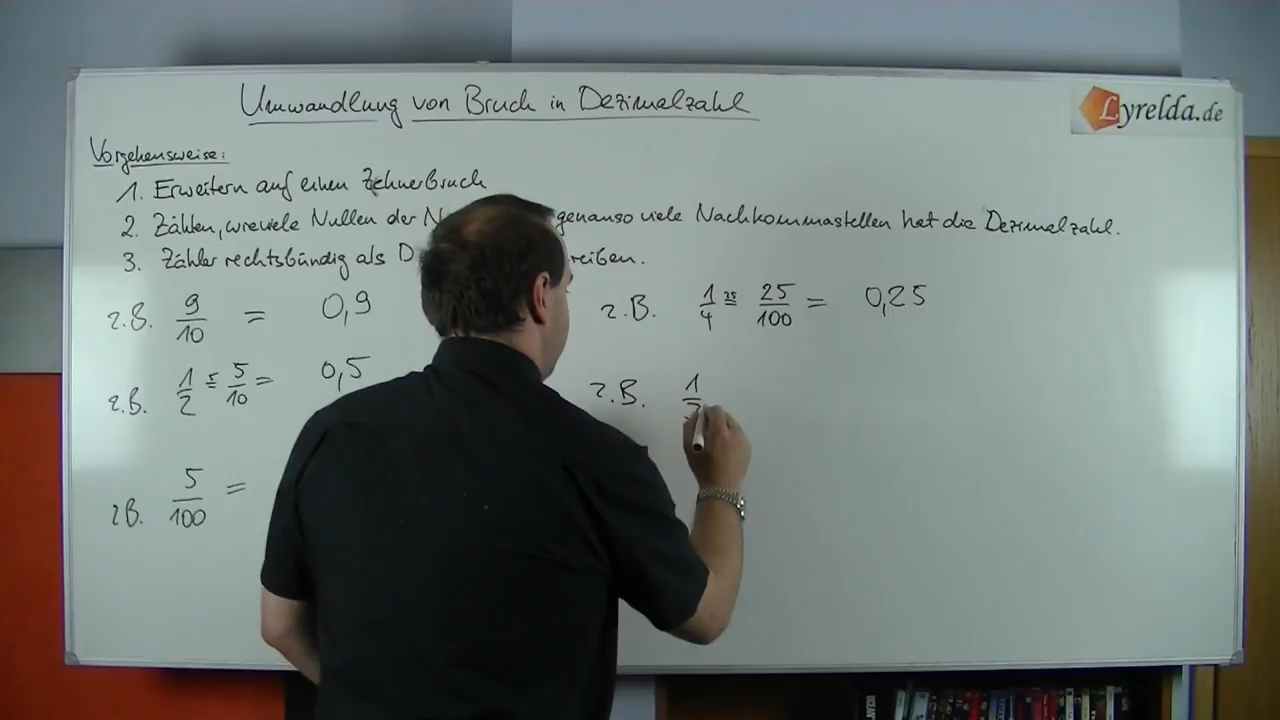 Umwandlung von Bruch in Dezimalzahl
Lyrelda.de
Vorgehensweise:
1. Erweitern auf einen Zehnerbruch
2. Zählen, wieviele Nullen der genauso viele Nachkommastellen hat die Dezimalzahl.
3. Zähler rechtsbündig als
z.B. 9/10 = 0,9
z.B. 1/2 =^5 5/10 = 0,5
z.B. 5/100 =
z.B. 1/4 =^25 25/100 = 0,25
z.B. 1/